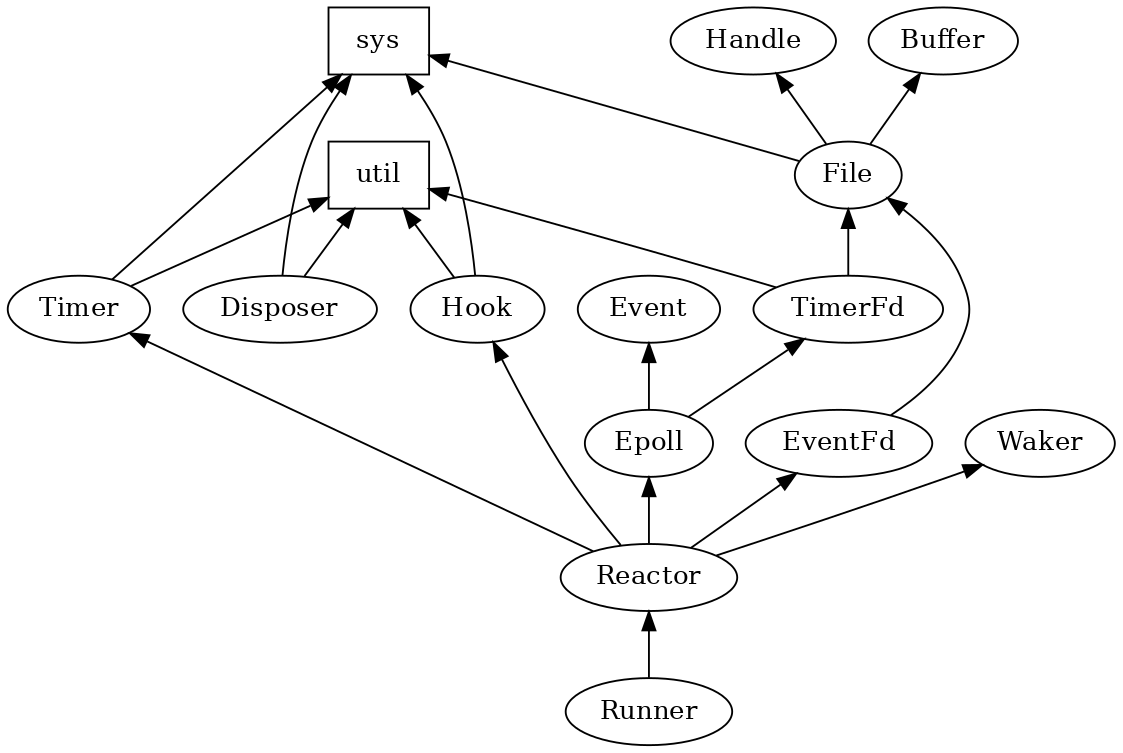 sys
Handle
Buffer
util
File
Timer
Disposer
Hook
Event
TimerFd
Epoll
EventFd
Waker
Reactor
Runner